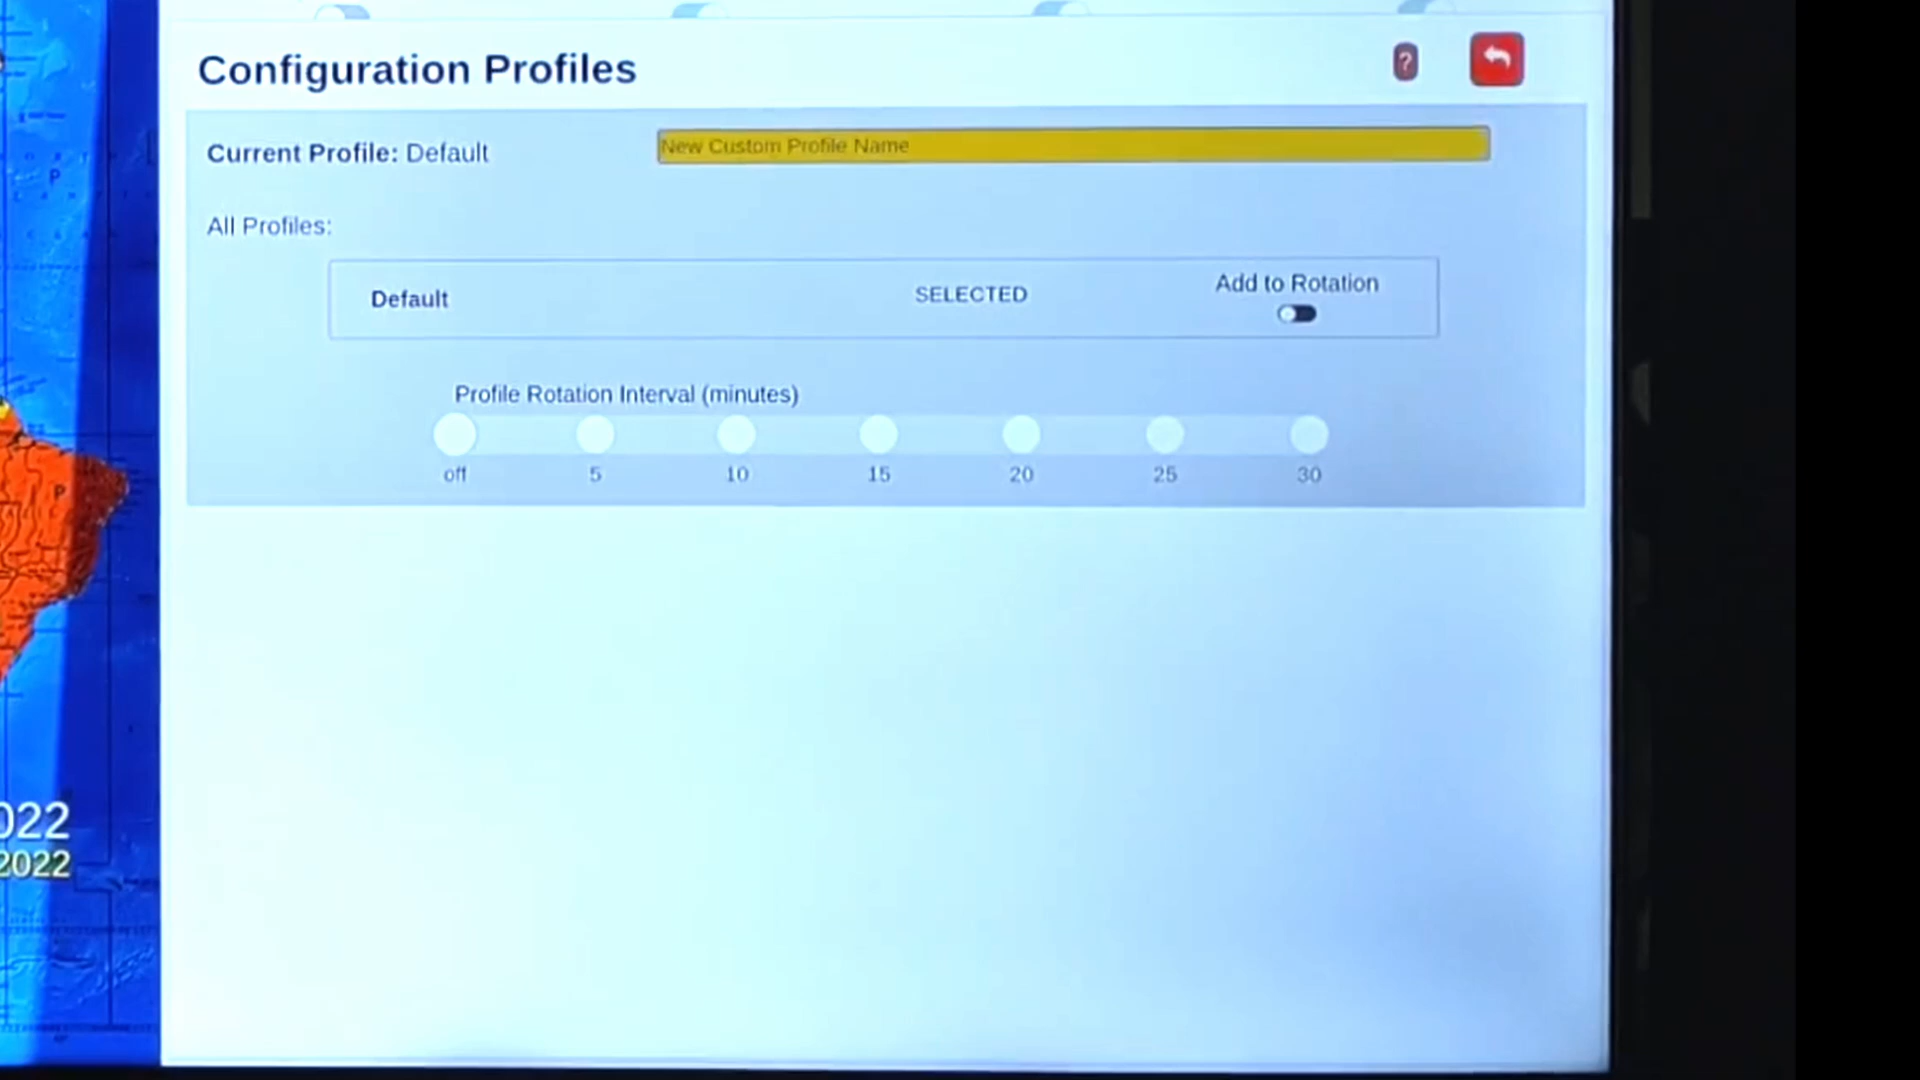 Configuration Profiles
?
Current Profile: Default
New Custom Profile Name
All Profiles:
Default
SELECTED
Add to Rotation
Profile Rotation Interval (minutes)
off 5 10 15 20 25 30
P
P
022
2022